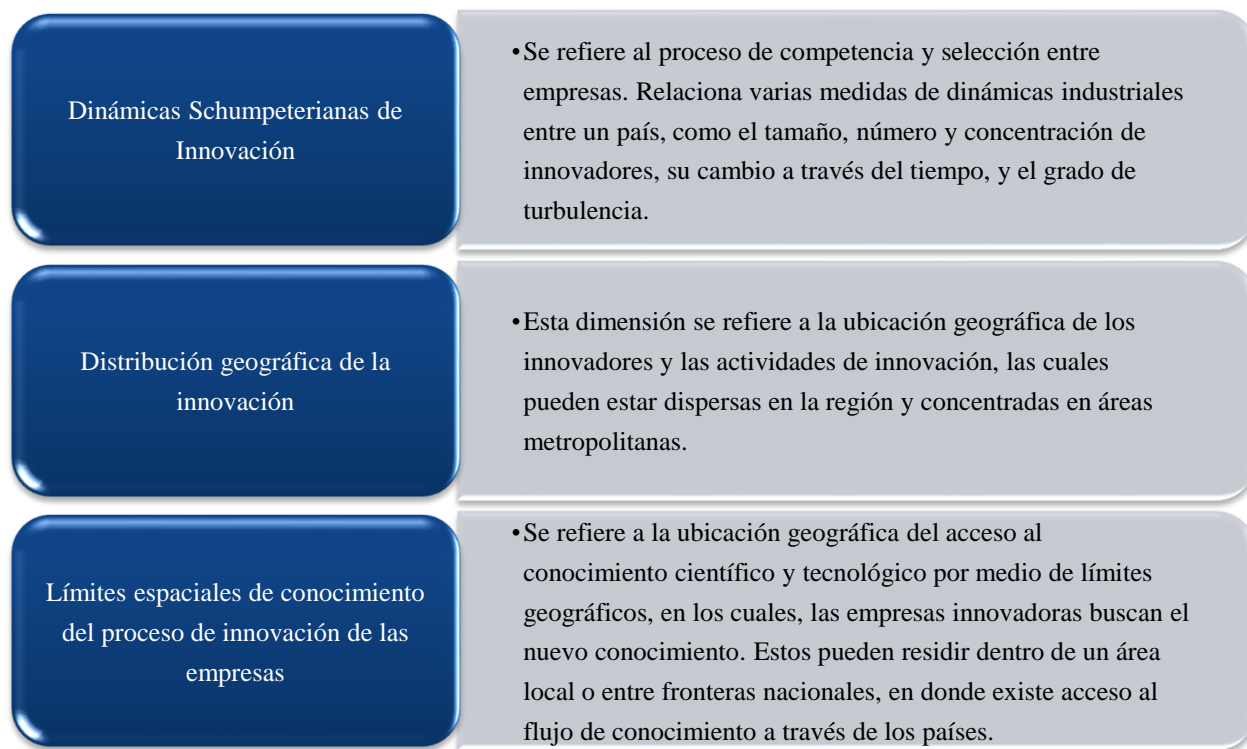 Dinámicas Schumpeterianas de
Innovación
•Se refiere al proceso de competencia y selección entre
empresas. Relaciona varias medidas de dinámicas industriales
entre un país, como el tamaño, número y concentración de
innovadores, su cambio a través del tiempo, y el grado de
turbulencia.
Distribución geográfica de la
innovación
•Esta dimensión se refiere a la ubicación geográfica de los
innovadores y las actividades de innovación, las cuales
pueden estar dispersas en la región y concentradas en áreas
metropolitanas.
Límites espaciales de conocimiento
del proceso de innovación de las
empresas
•Se refiere a la ubicación geográfica del acceso al
conocimiento científico y tecnológico por medio de límites
geográficos, en los cuales, las empresas innovadoras buscan el
nuevo conocimiento. Estos pueden residir dentro de un área
local o entre fronteras nacionales, en donde existe acceso al
flujo de conocimiento a través de los países.